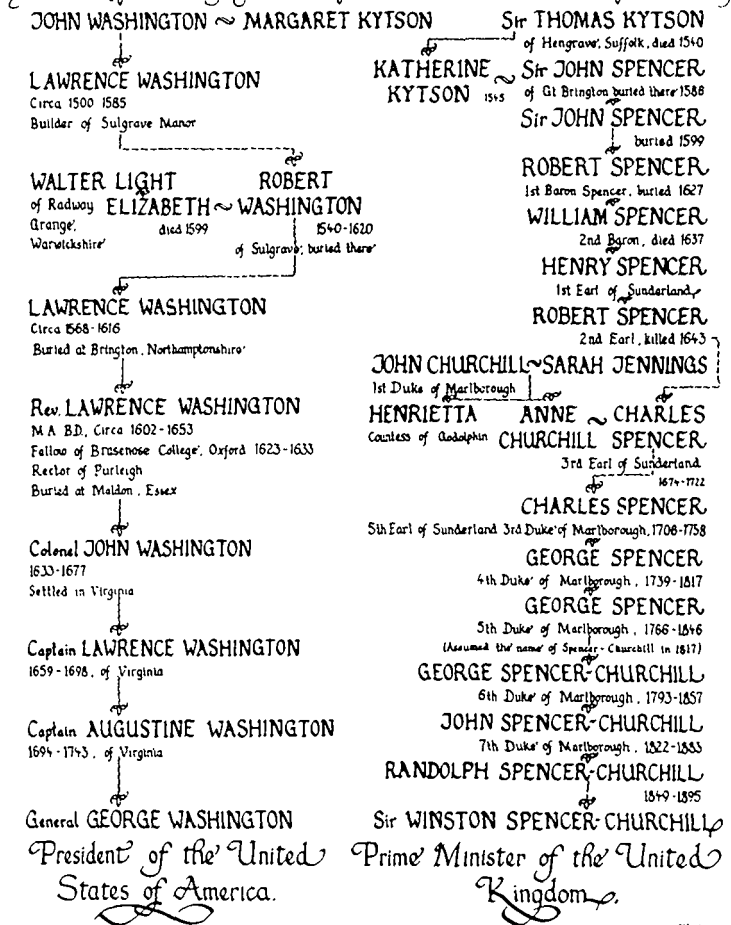 JOHN WASHINGTON ~ MARGARET KYTSON
LAWRENCE WASHINGTON
Circa 1500 1585
Builder of Sulgrave Manor
WALTER LIGHT
of Radway
Grange,
Warwickshire
ELIZABETH ~
died 1599
ROBERT
WASHINGTON
1540-1620
of Sulgrave, buried there
LAWRENCE WASHINGTON
Circa 1568-1616
Buried at Brington, Northamptonshire
Rev. LAWRENCE WASHINGTON
M A B.D., Circa 1602-1653
Fellow of Brasenose College, Oxford 1623-1633
Rector of Purleigh
Buried at Maldon, Essex
Colonel JOHN WASHINGTON
1633-1677
Settled in Virginia
Captain LAWRENCE WASHINGTON
1659-1698, of Virginia
Captain AUGUSTINE WASHINGTON
1694-1743, of Virginia
General GEORGE WASHINGTON
President of the United
States of America.
Sir THOMAS KYTSON
of Hengrave, Suffolk, died 1540
KATHERINE ~
KYTSON 1545
Sir JOHN SPENCER
of Gt Brington buried there 1586
Sir JOHN SPENCER
buried 1599
ROBERT SPENCER
1st Baron Spencer, buried 1627
WILLIAM SPENCER
2nd Baron, died 1637
HENRY SPENCER
1st Earl of Sunderland
ROBERT SPENCER
2nd Earl, killed 1643
JOHN CHURCHILL ~ SARAH JENNINGS
1st Duke of Marlborough
HENRIETTA
Countess of Godolphin
ANNE ~ CHARLES
CHURCHILL SPENCER
3rd Earl of Sunderland
1674-1722
CHARLES SPENCER
5th Earl of Sunderland 3rd Duke of Marlborough, 1706-1758
GEORGE SPENCER
4th Duke of Marlborough, 1739-1817
GEORGE SPENCER
5th Duke of Marlborough, 1766-1846
(Assumed the name of Spencer-Churchill in 1817)
GEORGE SPENCER-CHURCHILL
6th Duke of Marlborough, 1793-1857
JOHN SPENCER-CHURCHILL
7th Duke of Marlborough, 1822-1883
RANDOLPH SPENCER-CHURCHILL
1849-1895
Sir WINSTON SPENCER-CHURCHILL
Prime Minister of the United
Kingdom.